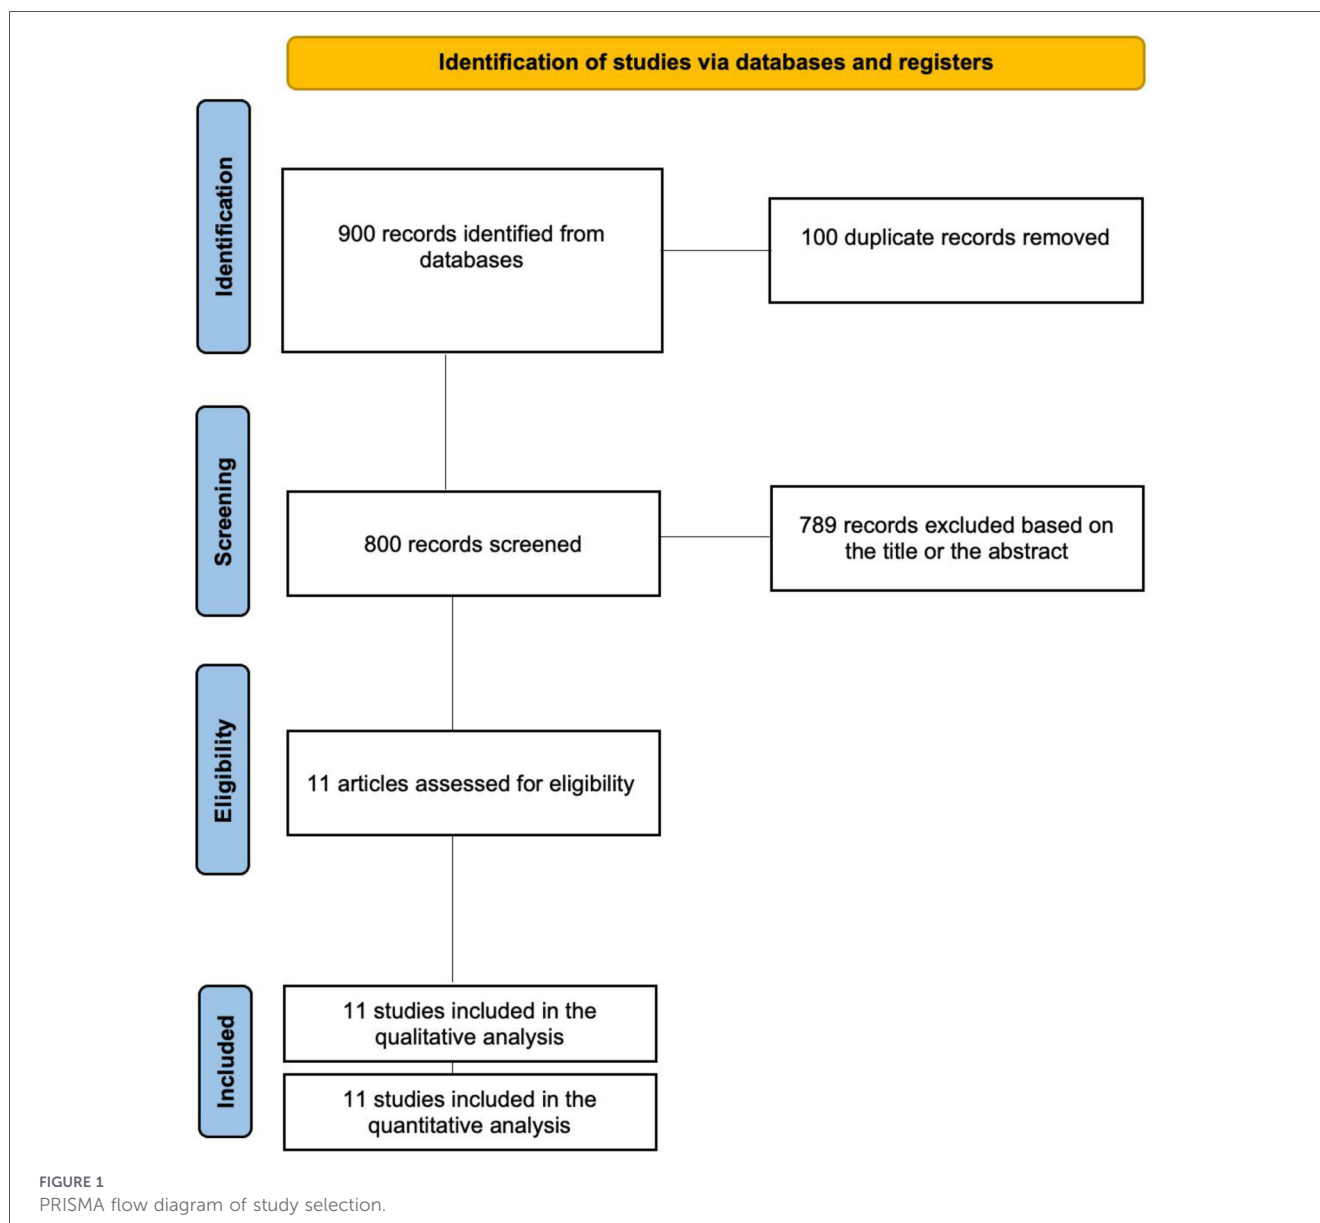 Identification of studies via databases and registers
Identification
900 records identified from
databases
100 duplicate records removed
Screening
800 records screened
789 records excluded based on
the title or the abstract
Eligibility
11 articles assessed for eligibility
Included
11 studies included in the
qualitative analysis
11 studies included in the
quantitative analysis
FIGURE 1
PRISMA flow diagram of study selection.